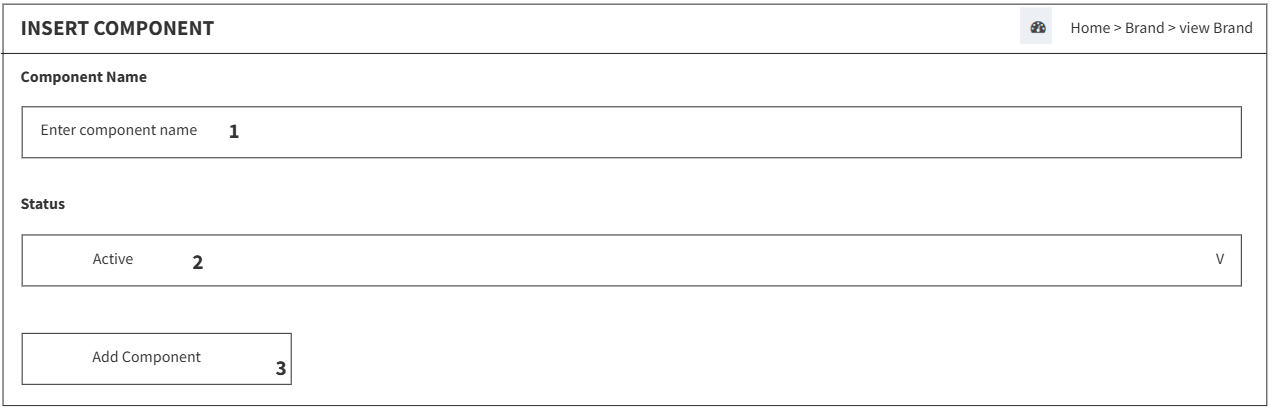 INSERT COMPONENT
Home > Brand > view Brand
Component Name
Enter component name 1
Status
Active 2 V
Add Component 3